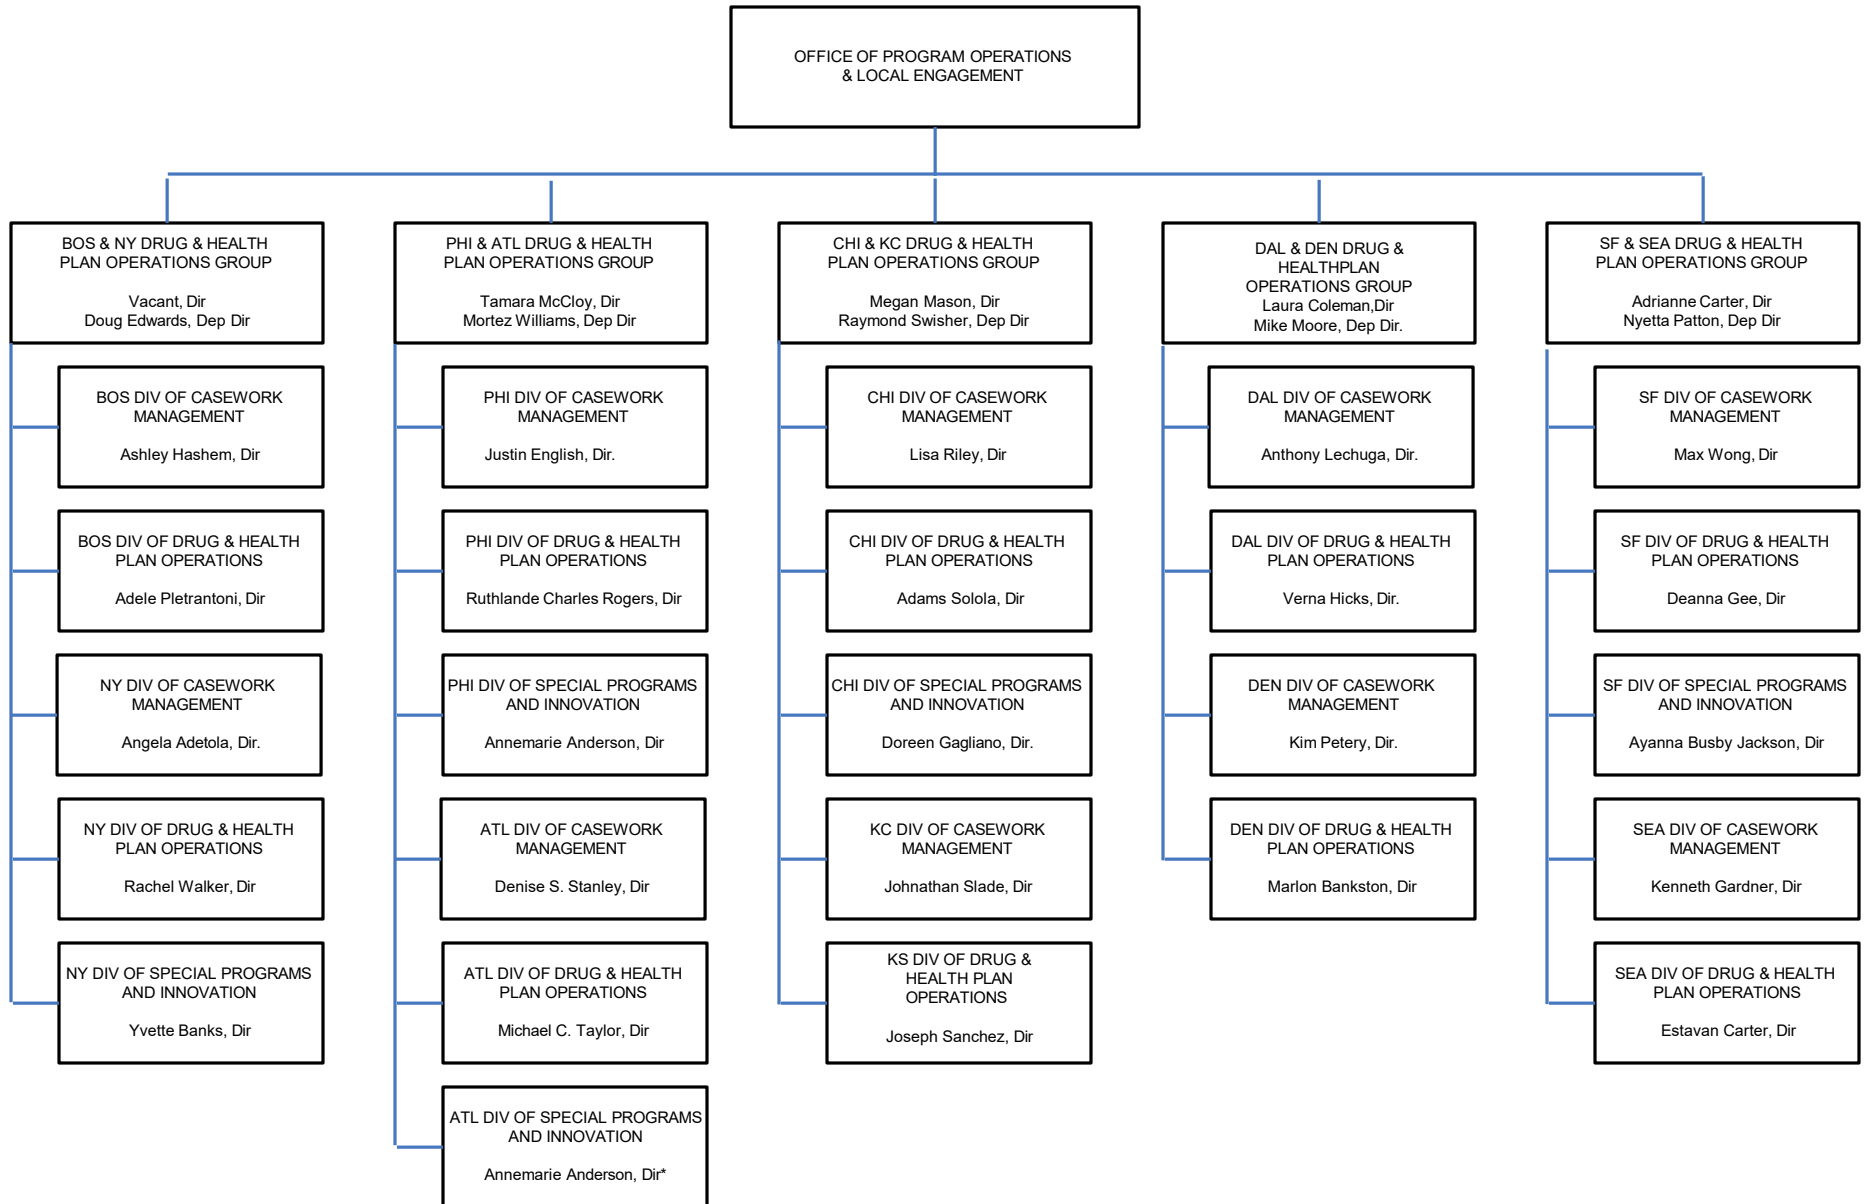 OFFICE OF PROGRAM OPERATIONS
& LOCAL ENGAGEMENT
BOS & NY DRUG & HEALTH
PLAN OPERATIONS GROUP
Vacant, Dir
Doug Edwards, Dep Dir
BOS DIV OF CASEWORK
MANAGEMENT
Ashley Hashem, Dir
BOS DIV OF DRUG & HEALTH
PLAN OPERATIONS
Adele Pletrantoni, Dir
NY DIV OF CASEWORK
MANAGEMENT
Angela Adetola, Dir.
NY DIV OF DRUG & HEALTH
PLAN OPERATIONS
Rachel Walker, Dir
NY DIV OF SPECIAL PROGRAMS
AND INNOVATION
Yvette Banks, Dir
PHI & ATL DRUG & HEALTH
PLAN OPERATIONS GROUP
Tamara McCloy, Dir
Mortez Williams, Dep Dir
PHI DIV OF CASEWORK
MANAGEMENT
Justin English, Dir.
PHI DIV OF DRUG & HEALTH
PLAN OPERATIONS
Ruthlande Charles Rogers, Dir
PHI DIV OF SPECIAL PROGRAMS
AND INNOVATION
Annemarie Anderson, Dir
ATL DIV OF CASEWORK
MANAGEMENT
Denise S. Stanley, Dir
ATL DIV OF DRUG & HEALTH
PLAN OPERATIONS
Michael C. Taylor, Dir
ATL DIV OF SPECIAL PROGRAMS
AND INNOVATION
Annemarie Anderson, Dir*
CHI & KC DRUG & HEALTH
PLAN OPERATIONS GROUP
Megan Mason, Dir
Raymond Swisher, Dep Dir
CHI DIV OF CASEWORK
MANAGEMENT
Lisa Riley, Dir
CHI DIV OF DRUG & HEALTH
PLAN OPERATIONS
Adams Solola, Dir
CHI DIV OF SPECIAL PROGRAMS
AND INNOVATION
Doreen Gagliano, Dir.
KC DIV OF CASEWORK
MANAGEMENT
Johnathan Slade, Dir
KS DIV OF DRUG &
HEALTH PLAN
OPERATIONS
Joseph Sanchez, Dir
DAL & DEN DRUG &
HEALTHPLAN
OPERATIONS GROUP
Laura Coleman,Dir
Mike Moore, Dep Dir.
DAL DIV OF CASEWORK
MANAGEMENT
Anthony Lechuga, Dir.
DAL DIV OF DRUG & HEALTH
PLAN OPERATIONS
Verna Hicks, Dir.
DEN DIV OF CASEWORK
MANAGEMENT
Kim Petery, Dir.
DEN DIV OF DRUG & HEALTH
PLAN OPERATIONS
Marlon Bankston, Dir
SF & SEA DRUG & HEALTH
PLAN OPERATIONS GROUP
Adrianne Carter, Dir
Nyetta Patton, Dep Dir
SF DIV OF CASEWORK
MANAGEMENT
Max Wong, Dir
SF DIV OF DRUG & HEALTH
PLAN OPERATIONS
Deanna Gee, Dir
SF DIV OF SPECIAL PROGRAMS
AND INNOVATION
Ayanna Busby Jackson, Dir
SEA DIV OF CASEWORK
MANAGEMENT
Kenneth Gardner, Dir
SEA DIV OF DRUG & HEALTH
PLAN OPERATIONS
Estavan Carter, Dir